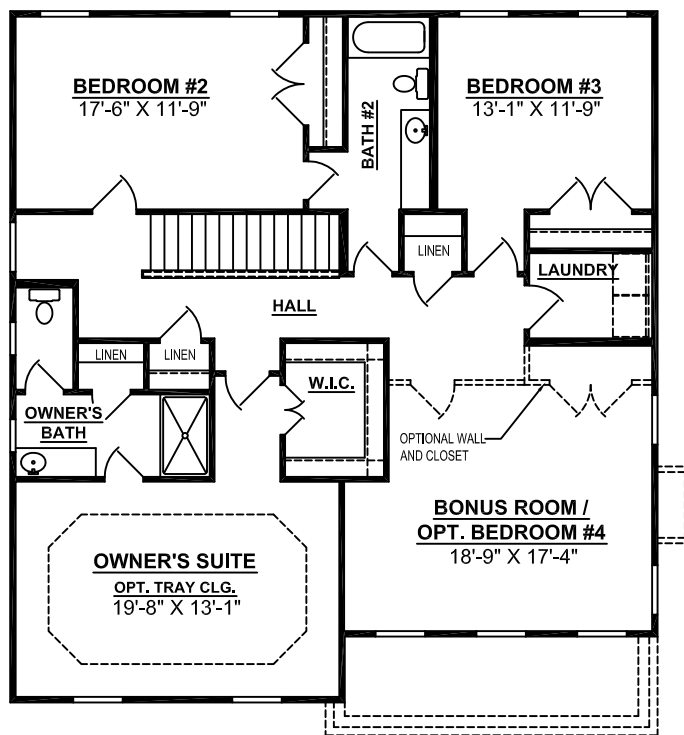 BEDROOM #2
17'-6" X 11'-9"
BATH #2
BEDROOM #3
13'-1" X 11'-9"
LINEN
LAUNDRY
HALL
LINEN
LINEN
W.I.C.
OWNER'S
BATH
OPTIONAL WALL
AND CLOSET
BONUS ROOM /
OPT. BEDROOM #4
18'-9" X 17'-4"
OWNER'S SUITE
OPT. TRAY CLG.
19'-8" X 13'-1"